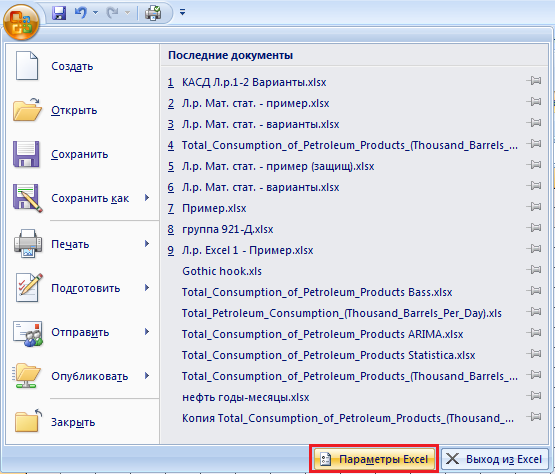 Создать
Открыть
Сохранить
Сохранить как
Печать
Подготовить
Отправить
Опубликовать
Закрыть
Последние документы
1 КАСД Л.р.1-2 Варианты.xlsx
2 Л.р. Мат. стат. - пример.xlsx
3 Л.р. Мат. стат. - варианты.xlsx
4 Total_Consumption_of_Petroleum_Products_(Thousand_Barrels_...
5 Л.р. Мат. стат. - пример (защищ).xlsx
6 Л.р. Мат. стат. - варианты.xlsx
7 Пример.xlsx
8 группа 921-Д.xlsx
9 Л.р. Excel 1 - Пример.xlsx
Gothic hook.xls
Total_Consumption_of_Petroleum_Products Bass.xlsx
Total_Petroleum_Consumption_(Thousand_Barrels_Per_Day).xls
Total_Consumption_of_Petroleum_Products ARIMA.xlsx
Total_Consumption_of_Petroleum_Products Statistica.xlsx
Total_Consumption_of_Petroleum_Products_(Thousand_Barrels_...
нефть годы-месяцы.xlsx
Копия Total_Consumption_of_Petroleum_Products_(Thousand_...
Параметры Excel
Выход из Excel